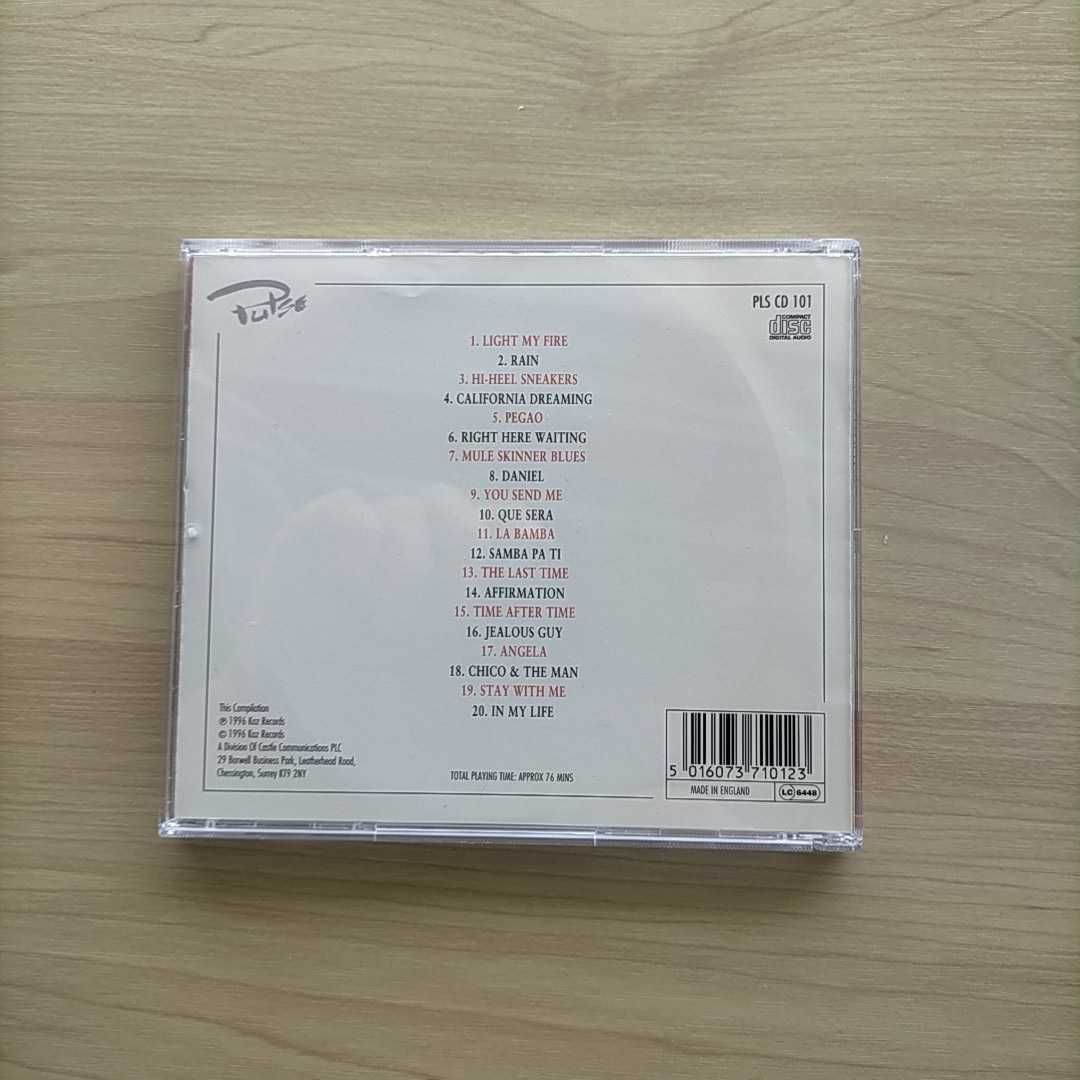 Pulse
PLS CD 101
COMPACT
disc
DIGITAL AUDIO
1. LIGHT MY FIRE
2. RAIN
3. HI-HEEL SNEAKERS
4. CALIFORNIA DREAMING
5. PEGAO
6. RIGHT HERE WAITING
7. MULE SKINNER BLUES
8. DANIEL
9. YOU SEND ME
10. QUE SERA
11. LA BAMBA
12. SAMBA PA TI
13. THE LAST TIME
14. AFFIRMATION
15. TIME AFTER TIME
16. JEALOUS GUY
17. ANGELA
18. CHICO & THE MAN
19. STAY WITH ME
20. IN MY LIFE
This Compilation
℗ 1996 Kaz Records
© 1996 Kaz Records
A Division Of Castle Communications PLC
29 Barwell Business Park, Leatherhead Road,
Chessington, Surrey KT9 2NY
TOTAL PLAYING TIME: APPROX 76 MINS
5 016073 710123
MADE IN ENGLAND
LC 6448